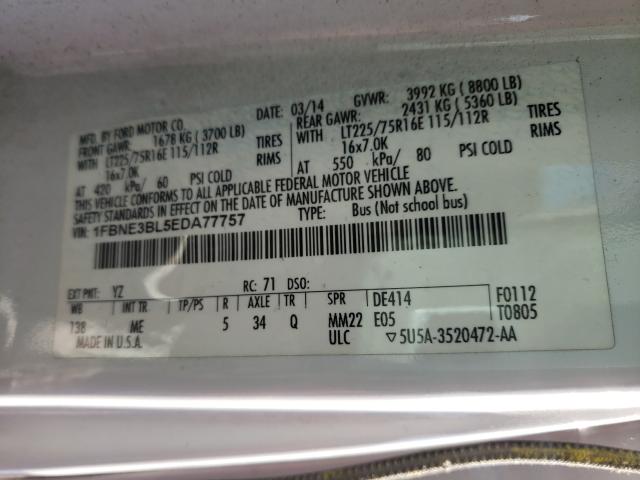 MFD. BY FORD MOTOR CO.
DATE: 03/14 GVWR: 3992 KG ( 8800 LB)
FRONT GAWR: 1678 KG ( 3700 LB) REAR GAWR: 2431 KG ( 5360 LB)
WITH LT225/75R16E 115/112R TIRES WITH LT225/75R16E 115/112R TIRES
16x7.0K RIMS 16x7.0K RIMS
AT 420 kPa/ 60 PSI COLD AT 550 kPa/ 80 PSI COLD
THIS VEHICLE CONFORMS TO ALL APPLICABLE FEDERAL MOTOR VEHICLE
SAFETY STANDARDS IN EFFECT ON THE DATE OF MANUFACTURE SHOWN ABOVE.
VIN: 1FBNE3BL5EDA77757 TYPE: Bus (Not school bus)
EXT PNT: YZ RC: 71 DSO:
WB INT TR TP/PS R AXLE TR SPR DE414 F0112
138 ME 5 34 Q MM22 E05 T0805
MADE IN U.S.A. ULC ▽5U5A-3520472-AA